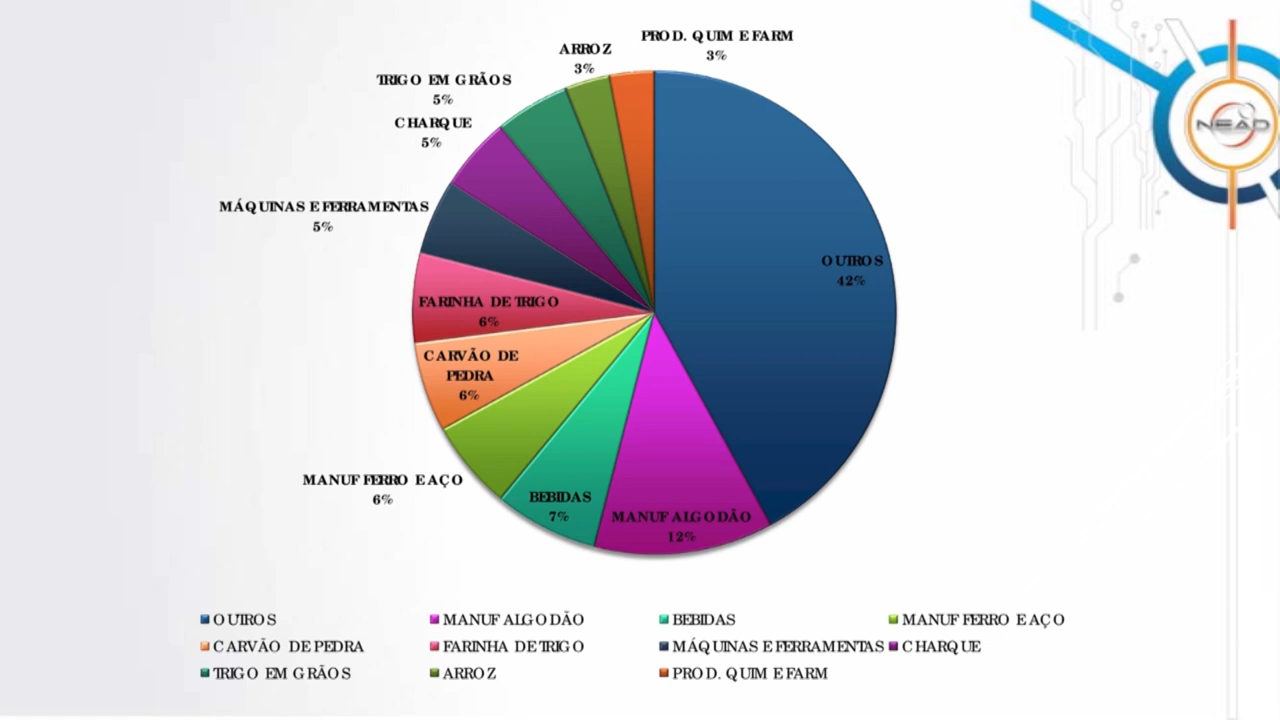 PROD. QUIM E FARM
3%
ARROZ
3%
TRIGO EM GRÃOS
5%
CHARQUE
5%
MÁQUINAS E FERRAMENTAS
5%
FARINHA DE TRIGO
6%
CARVÃO DE
PEDRA
6%
MANUF FERRO E AÇO
6%
BEBIDAS
7%
MANUF ALGODÃO
12%
OUTROS
42%
NEAD
OUTROS
MANUF ALGODÃO
BEBIDAS
MANUF FERRO E AÇO
CARVÃO DE PEDRA
FARINHA DE TRIGO
MÁQUINAS E FERRAMENTAS
CHARQUE
TRIGO EM GRÃOS
ARROZ
PROD. QUIM E FARM